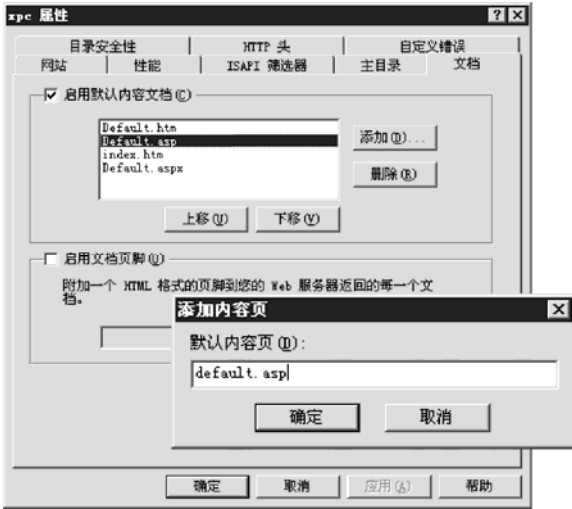 xpc 属性
目录安全性 HTTP 头 自定义错误
网站 性能 ISAPI 筛选器 主目录 文档
启用默认内容文档(C)
Default.htm
Default.asp
index.htm
Default.aspx
添加(D)...
删除(R)
上移(U) 下移(V)
启用文档页脚(U)
附加一个 HTML 格式的页脚到您的 Web 服务器返回的每一个文
档。
添加内容页
默认内容页(D):
default.asp
确定 取消
确定 取消 应用(A) 帮助